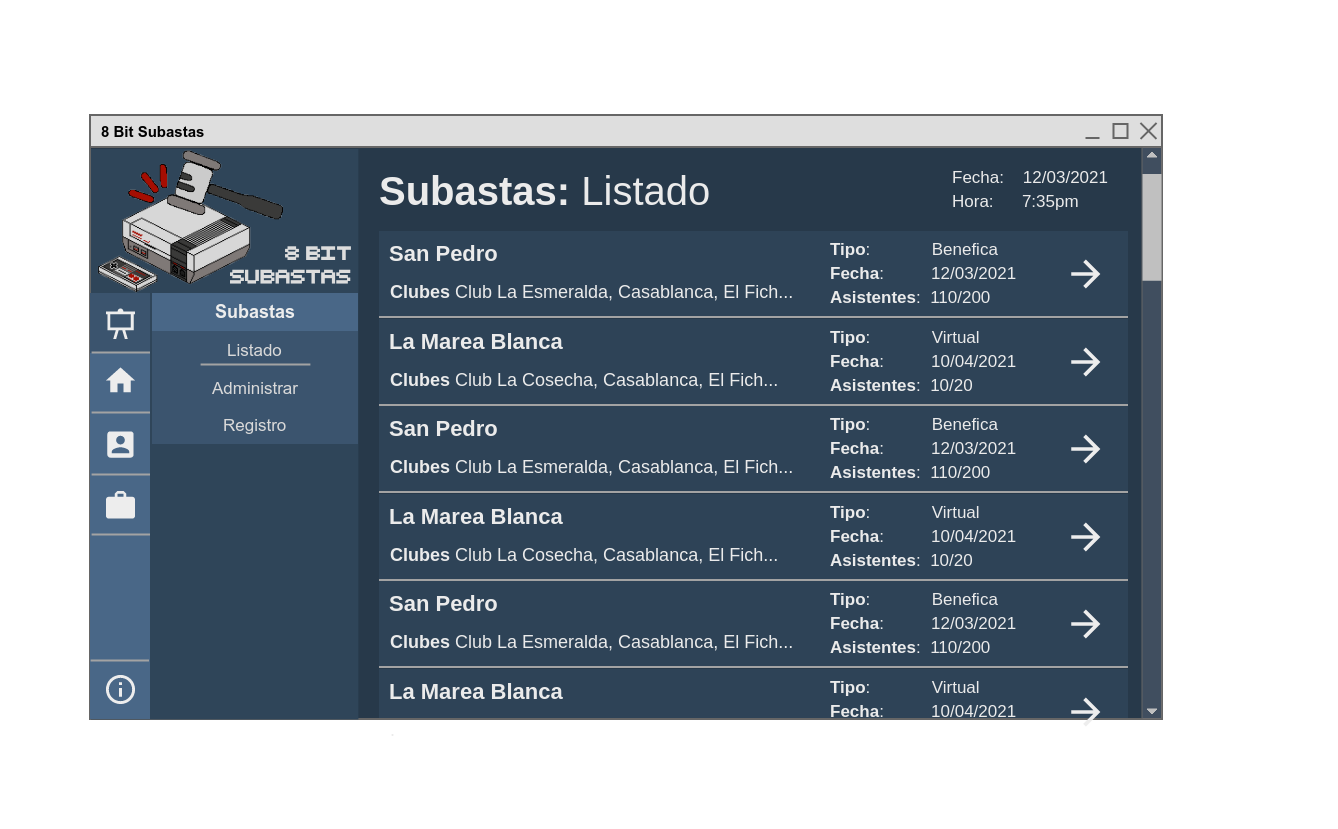 8 Bit Subastas
8 BIT
SUBASTAS
Subastas
Listado
Administrar
Registro
Subastas: Listado
Fecha: 12/03/2021
Hora: 7:35pm
San Pedro
Clubes Club La Esmeralda, Casablanca, El Fich...
Tipo: Benefica
Fecha: 12/03/2021
Asistentes: 110/200
La Marea Blanca
Clubes Club La Cosecha, Casablanca, El Fich...
Tipo: Virtual
Fecha: 10/04/2021
Asistentes: 10/20
San Pedro
Clubes Club La Esmeralda, Casablanca, El Fich...
Tipo: Benefica
Fecha: 12/03/2021
Asistentes: 110/200
La Marea Blanca
Clubes Club La Cosecha, Casablanca, El Fich...
Tipo: Virtual
Fecha: 10/04/2021
Asistentes: 10/20
San Pedro
Clubes Club La Esmeralda, Casablanca, El Fich...
Tipo: Benefica
Fecha: 12/03/2021
Asistentes: 110/200
La Marea Blanca
Tipo: Virtual
Fecha: 10/04/2021